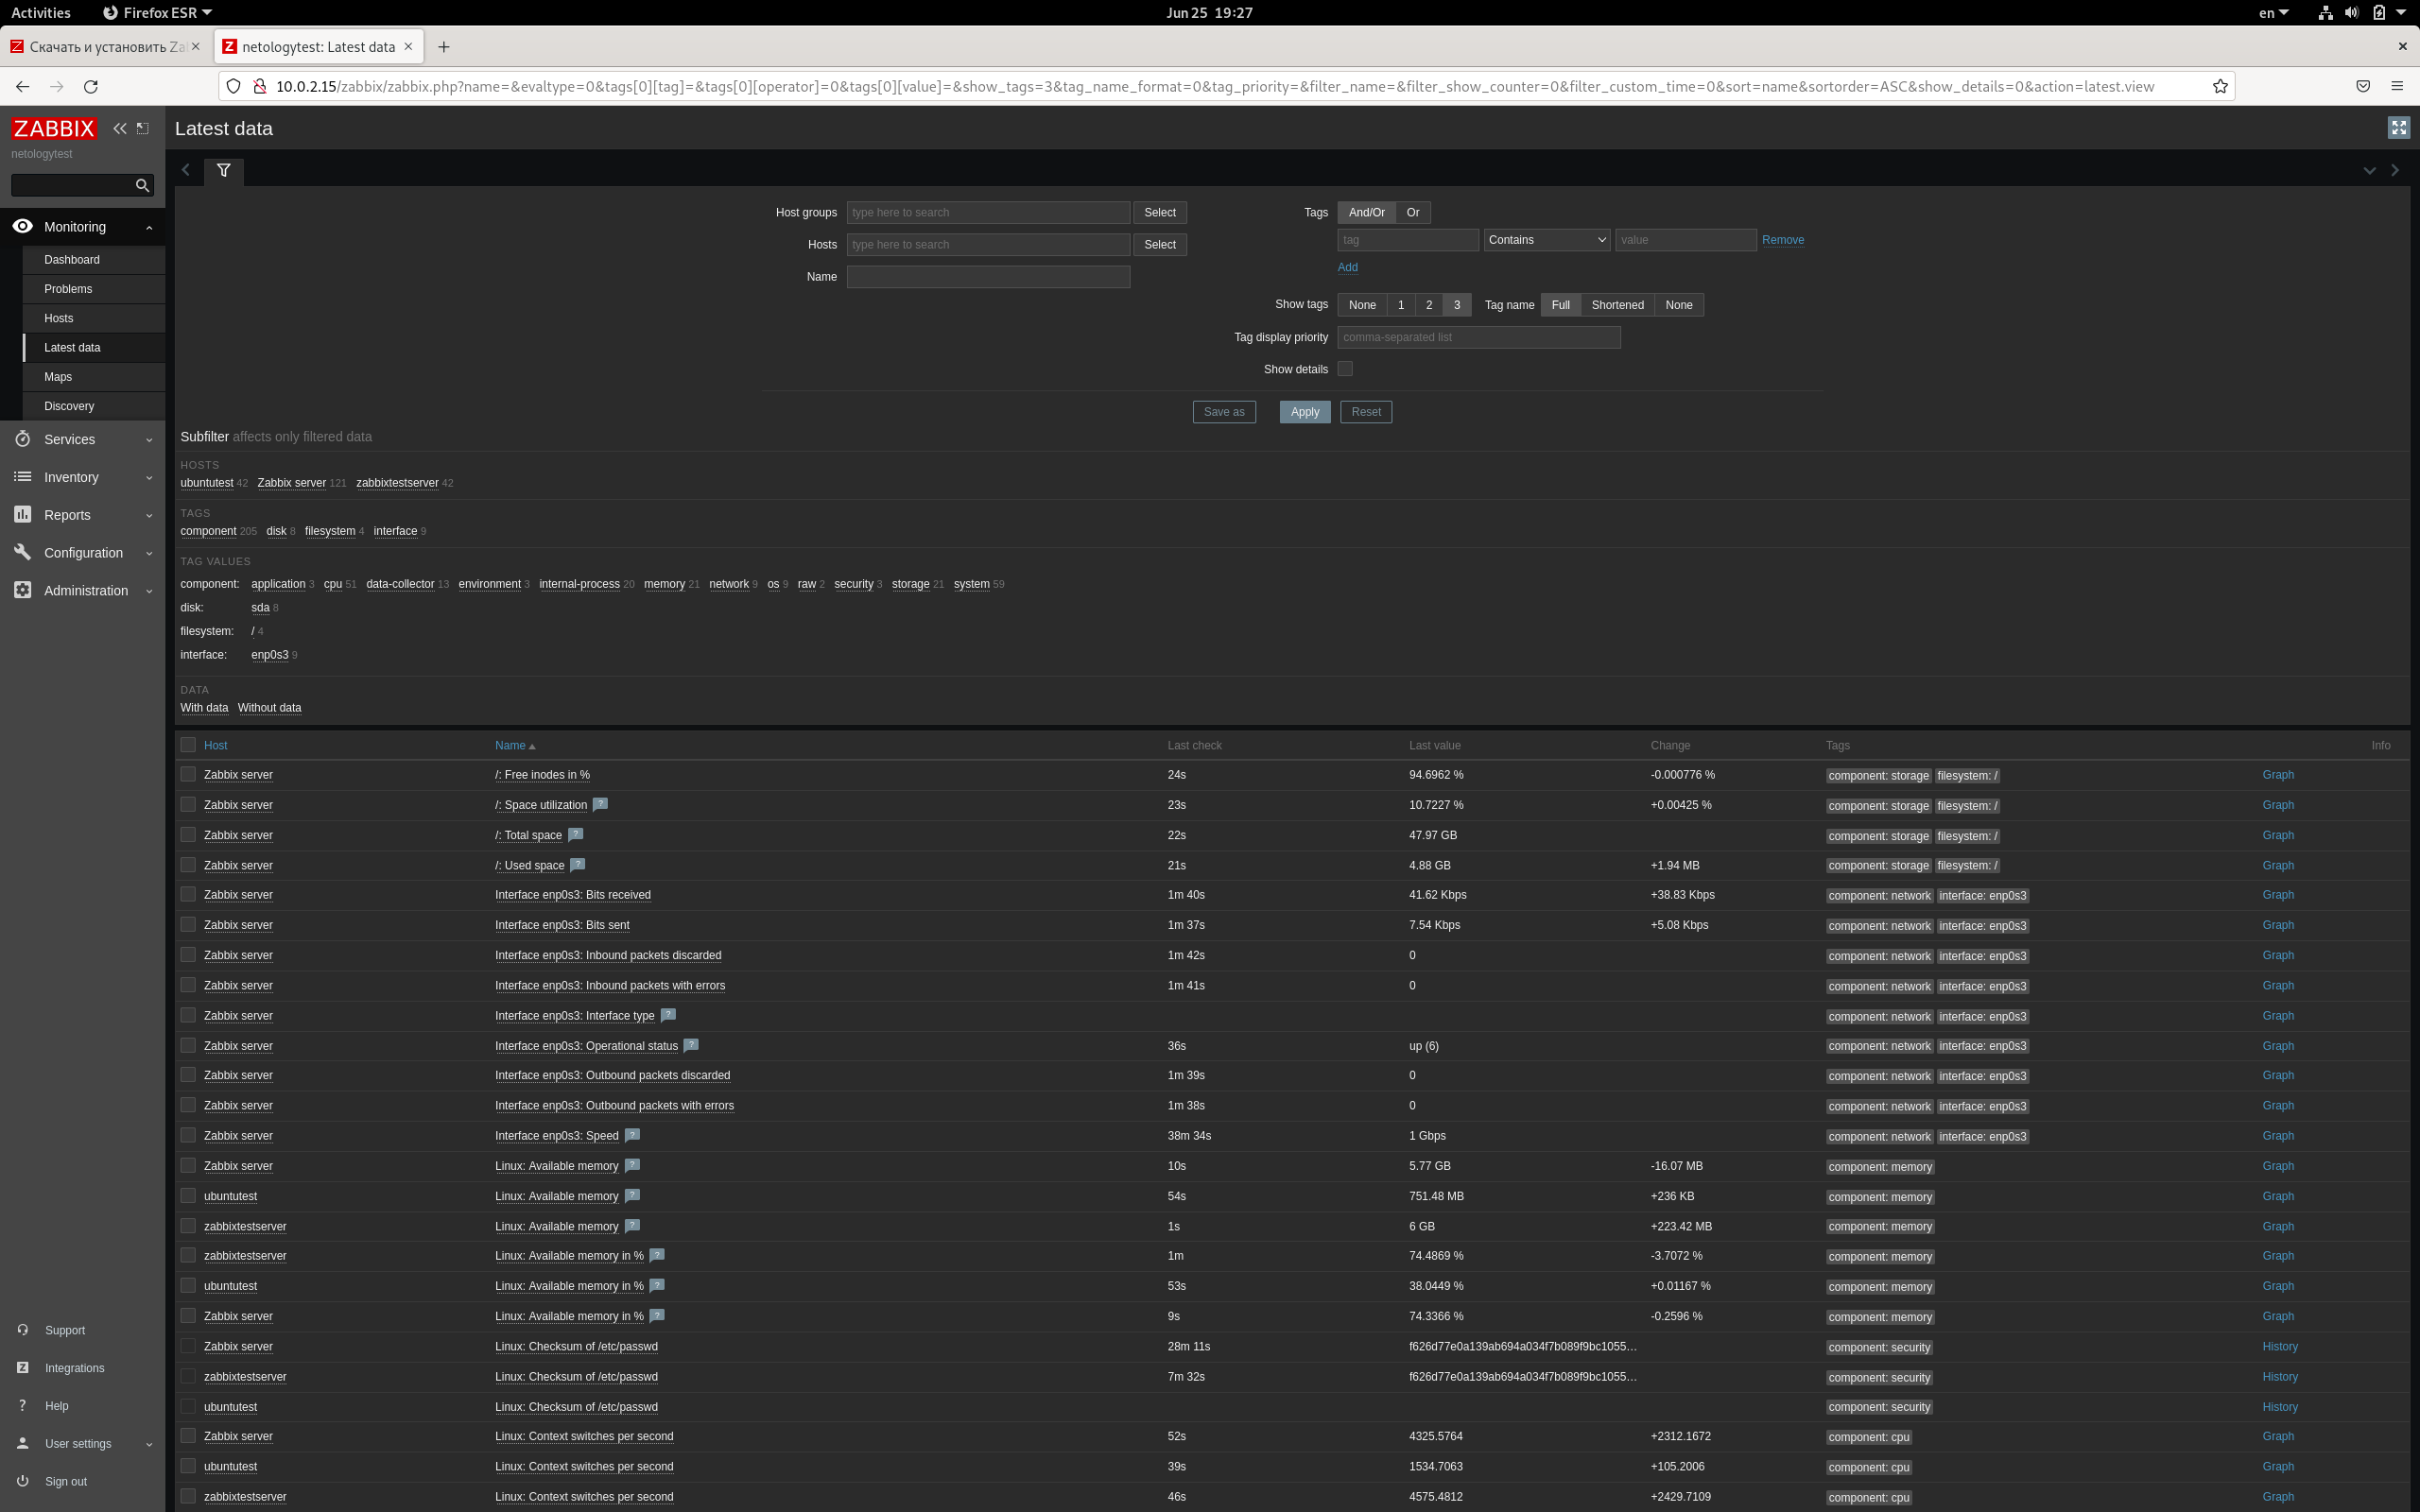 Activities Firefox ESR Jun 25 19:27 en
Скачать и установить Za netologytest: Latest data
10.0.2.15/zabbix/zabbix.php?name=&evaltype=0&tags[0][tag]=&tags[0][operator]=0&tags[0][value]=&show_tags=3&tag_name_format=0&tag_priority=&filter_name=&filter_show_counter=0&filter_custom_time=0&sort=name&sortorder=ASC&show_details=0&action=latest.view
ZABBIX
netologytest
Monitoring
Dashboard
Problems
Hosts
Latest data
Maps
Discovery
Services
Inventory
Reports
Configuration
Administration
Support
Integrations
Help
User settings
Sign out
Latest data
Host groups type here to search Select
Hosts type here to search Select
Name
Tags And/Or Or
tag Contains value Remove
Add
Show tags None 1 2 3 Tag name Full Shortened None
Tag display priority comma-separated list
Show details
Save as Apply Reset
Subfilter affects only filtered data
HOSTS
ubuntutest 42 Zabbix server 121 zabbixtestserver 42
TAGS
component 205 disk 8 filesystem 4 interface 9
TAG VALUES
component: application 3 cpu 51 data-collector 13 environment 3 internal-process 20 memory 21 network 9 os 9 raw 2 security 3 storage 21 system 59
disk: sda 8
filesystem: / 4
interface: enp0s3 9
DATA
With data Without data
Host Name Last check Last value Change Tags Info
Zabbix server /: Free inodes in % 24s 94.6962 % -0.000776 % component: storage filesystem: / Graph
Zabbix server /: Space utilization ? 23s 10.7227 % +0.00425 % component: storage filesystem: / Graph
Zabbix server /: Total space ? 22s 47.97 GB component: storage filesystem: / Graph
Zabbix server /: Used space ? 21s 4.88 GB +1.94 MB component: storage filesystem: / Graph
Zabbix server Interface enp0s3: Bits received 1m 40s 41.62 Kbps +38.83 Kbps component: network interface: enp0s3 Graph
Zabbix server Interface enp0s3: Bits sent 1m 37s 7.54 Kbps +5.08 Kbps component: network interface: enp0s3 Graph
Zabbix server Interface enp0s3: Inbound packets discarded 1m 42s 0 component: network interface: enp0s3 Graph
Zabbix server Interface enp0s3: Inbound packets with errors 1m 41s 0 component: network interface: enp0s3 Graph
Zabbix server Interface enp0s3: Interface type ? component: network interface: enp0s3 Graph
Zabbix server Interface enp0s3: Operational status ? 36s up (6) component: network interface: enp0s3 Graph
Zabbix server Interface enp0s3: Outbound packets discarded 1m 39s 0 component: network interface: enp0s3 Graph
Zabbix server Interface enp0s3: Outbound packets with errors 1m 38s 0 component: network interface: enp0s3 Graph
Zabbix server Interface enp0s3: Speed ? 38m 34s 1 Gbps component: network interface: enp0s3 Graph
Zabbix server Linux: Available memory ? 10s 5.77 GB -16.07 MB component: memory Graph
ubuntutest Linux: Available memory ? 54s 751.48 MB +236 KB component: memory Graph
zabbixtestserver Linux: Available memory ? 1s 6 GB +223.42 MB component: memory Graph
zabbixtestserver Linux: Available memory in % ? 1m 74.4869 % -3.7072 % component: memory Graph
ubuntutest Linux: Available memory in % ? 53s 38.0449 % +0.01167 % component: memory Graph
Zabbix server Linux: Available memory in % ? 9s 74.3366 % -0.2596 % component: memory Graph
Zabbix server Linux: Checksum of /etc/passwd 28m 11s f626d77e0a139ab694a034f7b089f9bc1055… component: security History
zabbixtestserver Linux: Checksum of /etc/passwd 7m 32s f626d77e0a139ab694a034f7b089f9bc1055… component: security History
ubuntutest Linux: Checksum of /etc/passwd component: security History
Zabbix server Linux: Context switches per second 52s 4325.5764 +2312.1672 component: cpu Graph
ubuntutest Linux: Context switches per second 39s 1534.7063 +105.2006 component: cpu Graph
zabbixtestserver Linux: Context switches per second 46s 4575.4812 +2429.7109 component: cpu Graph